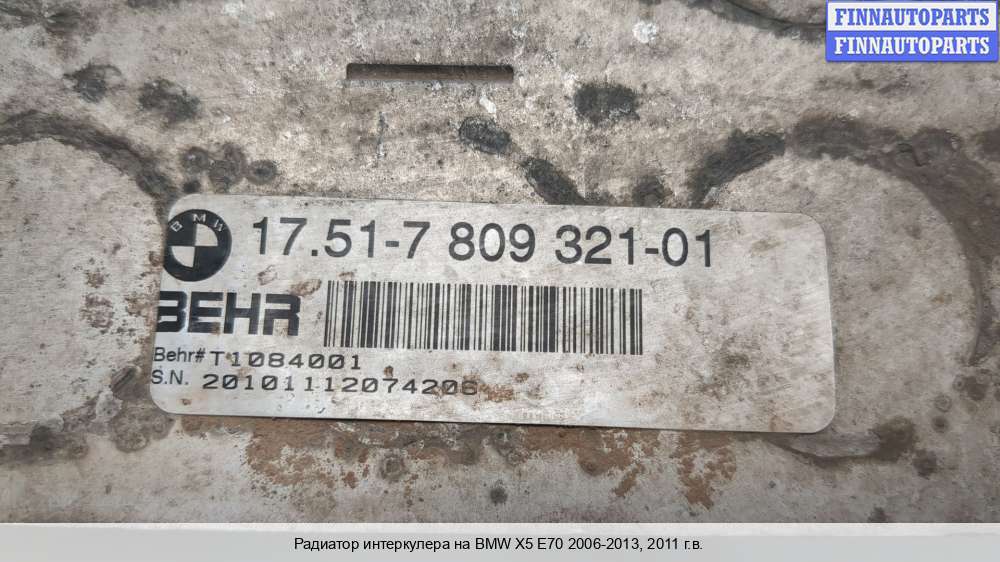 FINNAUTOPARTS
FINNAUTOPARTS
BMW
17.51-7 809 321-01
BEHR
Behr# T1084001
S.N. 20101112074206
Радиатор интеркулера на BMW X5 E70 2006-2013, 2011 г.в.